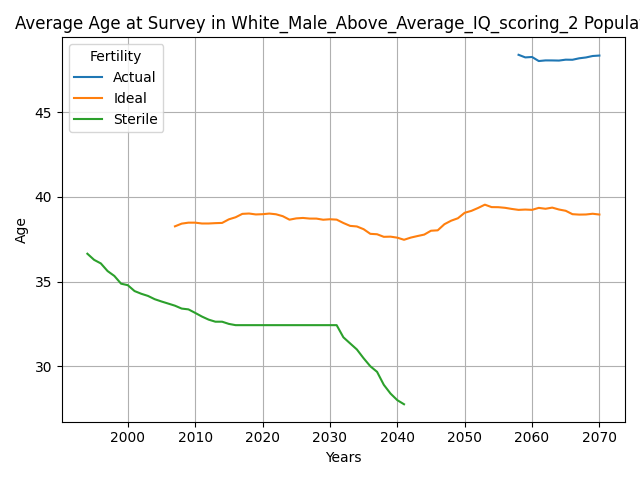 Average Age at Survey in White_Male_Above_Average_IQ_scoring_2 Popula
Fertility
Actual
Ideal
Sterile
Age
45
40
35
30
2000 2010 2020 2030 2040 2050 2060 2070
Years